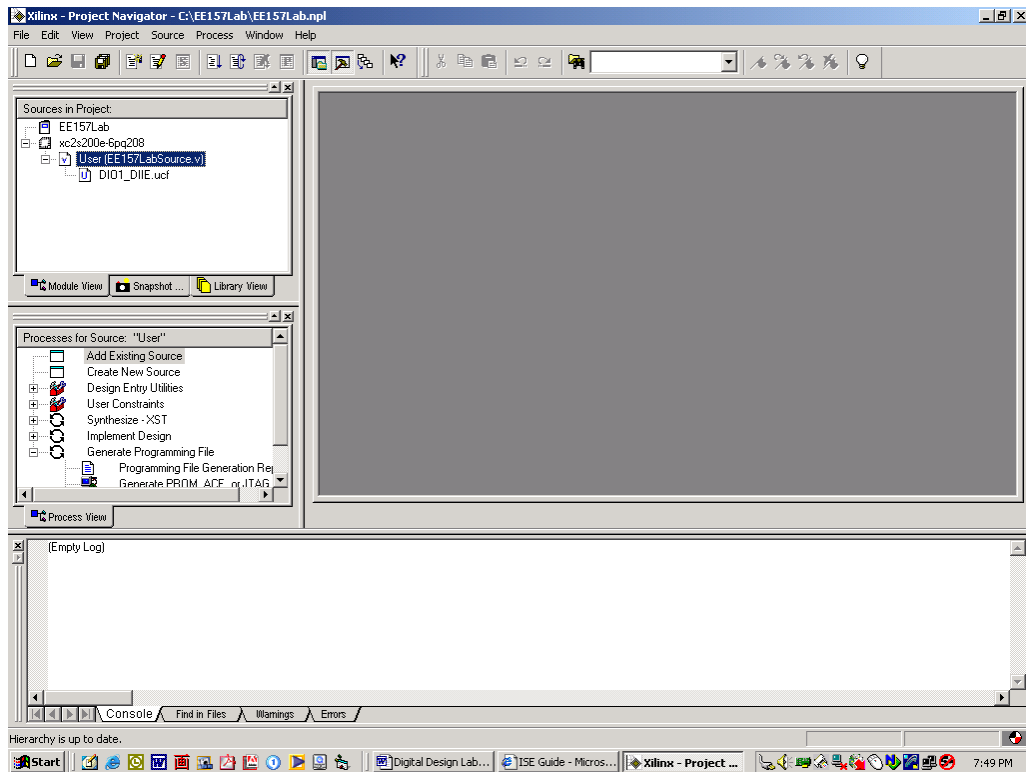 Xilinx - Project Navigator - C:\EE157Lab\EE157Lab.npl
File Edit View Project Source Process Window Help
Sources in Project:
EE157Lab
xc2s200e-6pq208
User (EE157LabSource.v)
DIO1_DIIE.ucf
Module View Snapshot ... Library View
Processes for Source: "User"
Add Existing Source
Create New Source
Design Entry Utilities
User Constraints
Synthesize - XST
Implement Design
Generate Programming File
Programming File Generation Rep
Generate PROM, ACE, or JTAG
Process View
(Empty Log)
Console Find in Files Warnings Errors
Hierarchy is up to date.
Start Digital Design Lab... ISE Guide - Micros... Xilinx - Project ... 7:49 PM